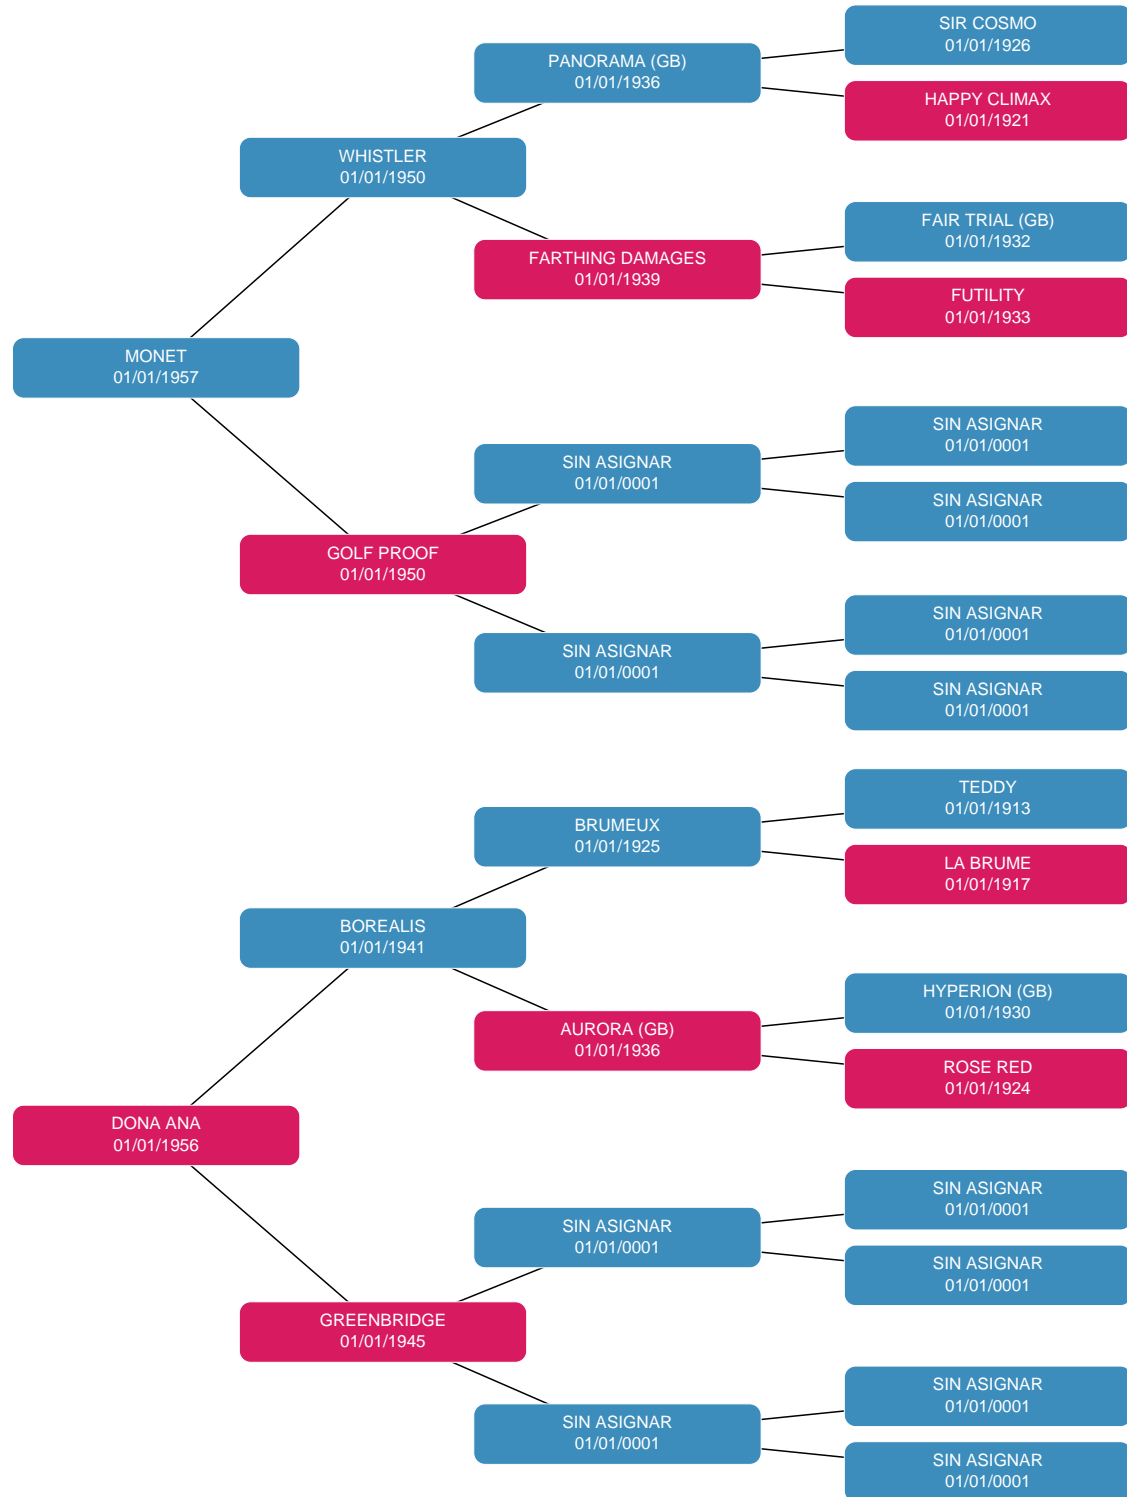 SIR COSMO
01/01/1926
PANORAMA (GB)
01/01/1936
HAPPY CLIMAX
01/01/1921
WHISTLER
01/01/1950
FAIR TRIAL (GB)
01/01/1932
FARTHING DAMAGES
01/01/1939
FUTILITY
01/01/1933
MONET
01/01/1957
SIN ASIGNAR
01/01/0001
SIN ASIGNAR
01/01/0001
SIN ASIGNAR
01/01/0001
GOLF PROOF
01/01/1950
SIN ASIGNAR
01/01/0001
SIN ASIGNAR
01/01/0001
SIN ASIGNAR
01/01/0001
TEDDY
01/01/1913
BRUMEUX
01/01/1925
LA BRUME
01/01/1917
BOREALIS
01/01/1941
HYPERION (GB)
01/01/1930
AURORA (GB)
01/01/1936
ROSE RED
01/01/1924
DONA ANA
01/01/1956
SIN ASIGNAR
01/01/0001
SIN ASIGNAR
01/01/0001
SIN ASIGNAR
01/01/0001
GREENBRIDGE
01/01/1945
SIN ASIGNAR
01/01/0001
SIN ASIGNAR
01/01/0001
SIN ASIGNAR
01/01/0001